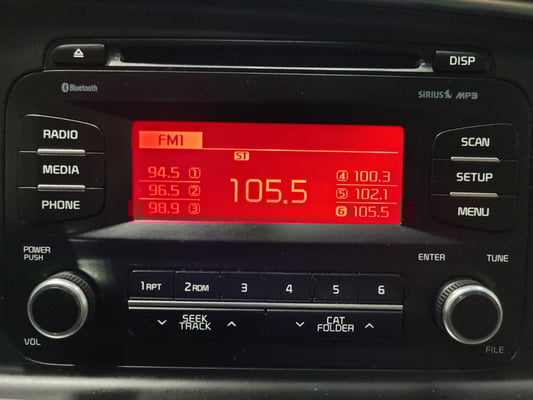 DISP
Bluetooth
SIRIUS MP3
RADIO
MEDIA
PHONE
FM1
ST
94.5 1
96.5 2
98.9 3
105.5
4 100.3
5 102.1
6 105.5
SCAN
SETUP
MENU
POWER
PUSH
VOL
1 RPT
2 RDM
3
4
5
6
SEEK
TRACK
CAT
FOLDER
ENTER
TUNE
FILE